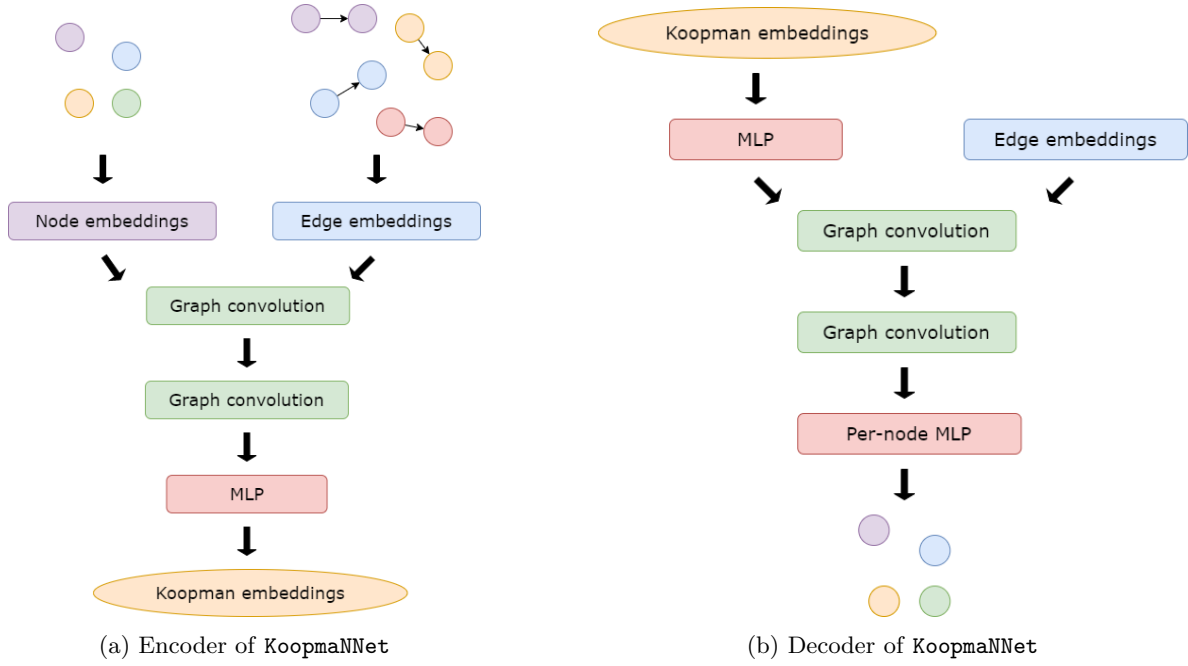 Node embeddings
Edge embeddings
Graph convolution
Graph convolution
MLP
Koopman embeddings
(a) Encoder of KoopmaNNet
Koopman embeddings
MLP
Edge embeddings
Graph convolution
Graph convolution
Per-node MLP
(b) Decoder of KoopmaNNet